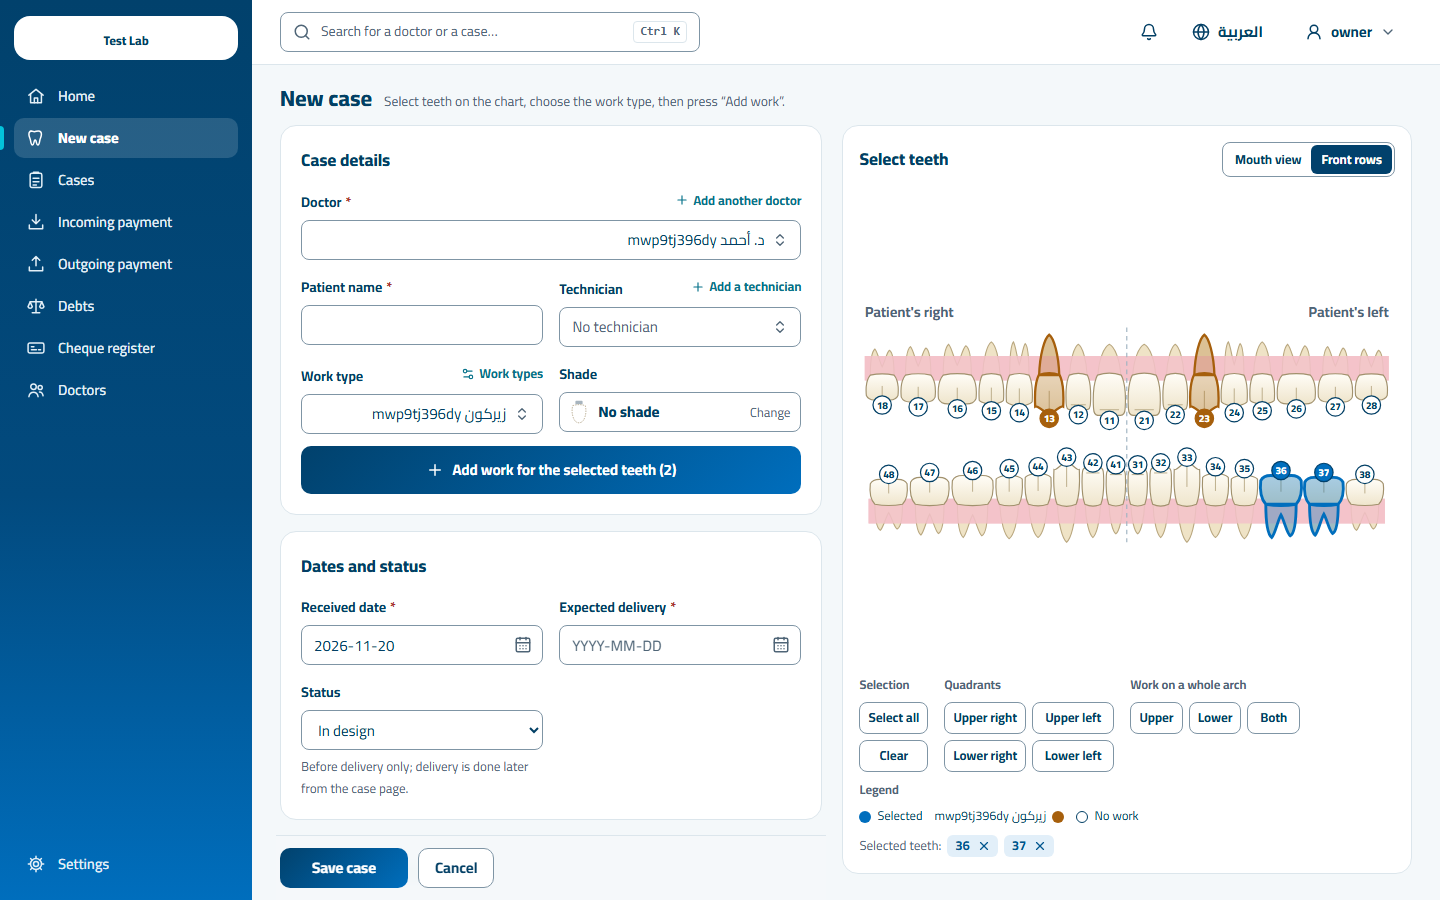 Test Lab
Home
New case
Cases
Incoming payment
Outgoing payment
Debts
Cheque register
Doctors
Settings
Search for a doctor or a case...
Ctrl K
العربية
owner
New case
Select teeth on the chart, choose the work type, then press “Add work”.
Case details
Doctor *
+ Add another doctor
د. أحمد mwp9tj396dy
Patient name *
Technician
+ Add a technician
No technician
Work type
Work types
Shade
زيركون mwp9tj396dy
No shade
Change
+ Add work for the selected teeth (2)
Dates and status
Received date *
Expected delivery *
2026-11-20
YYYY-MM-DD
Status
In design
Before delivery only; delivery is done later
from the case page.
Save case
Cancel
Select teeth
Mouth view
Front rows
Patient's right
Patient's left
18 17 16 15 14 13 12 11 21 22 23 24 25 26 27 28
48 47 46 45 44 43 42 41 31 32 33 34 35 36 37 38
Selection
Quadrants
Work on a whole arch
Select all
Upper right
Upper left
Upper
Lower
Both
Clear
Lower right
Lower left
Legend
Selected
زيركون mwp9tj396dy
No work
Selected teeth:
36 ×
37 ×